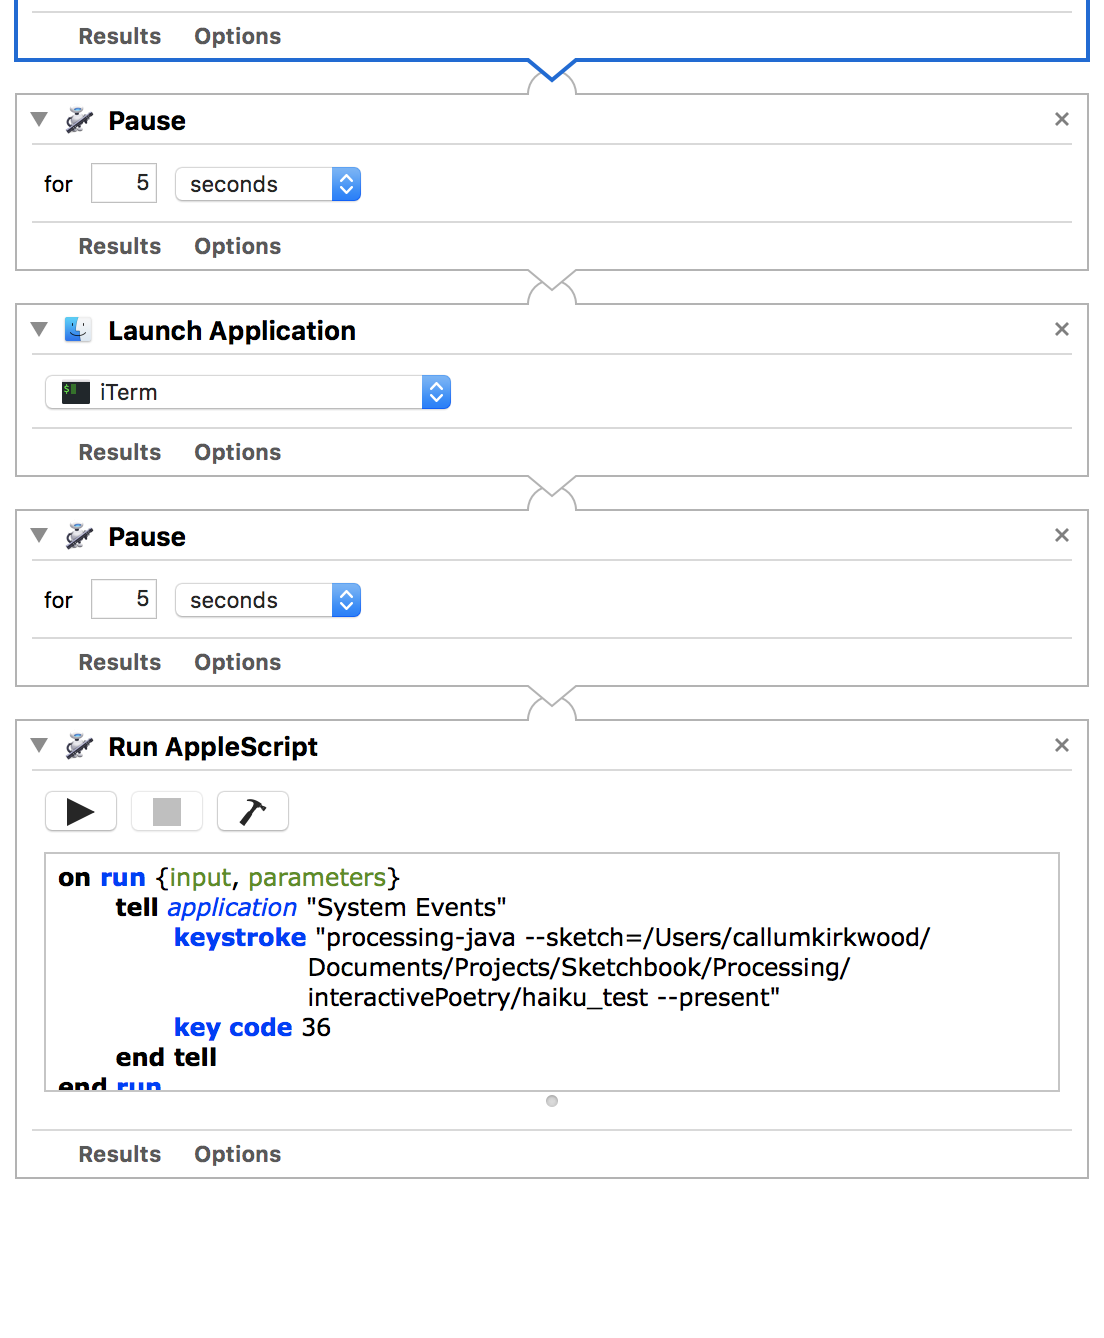 Results Options
Pause
for 5 seconds
Results Options
Launch Application
$ iTerm
Results Options
Pause
for 5 seconds
Results Options
Run AppleScript
on run {input, parameters}
tell application "System Events"
keystroke "processing-java --sketch=/Users/callumkirkwood/
Documents/Projects/Sketchbook/Processing/
interactivePoetry/haiku_test --present"
key code 36
end tell
end run
Results Options